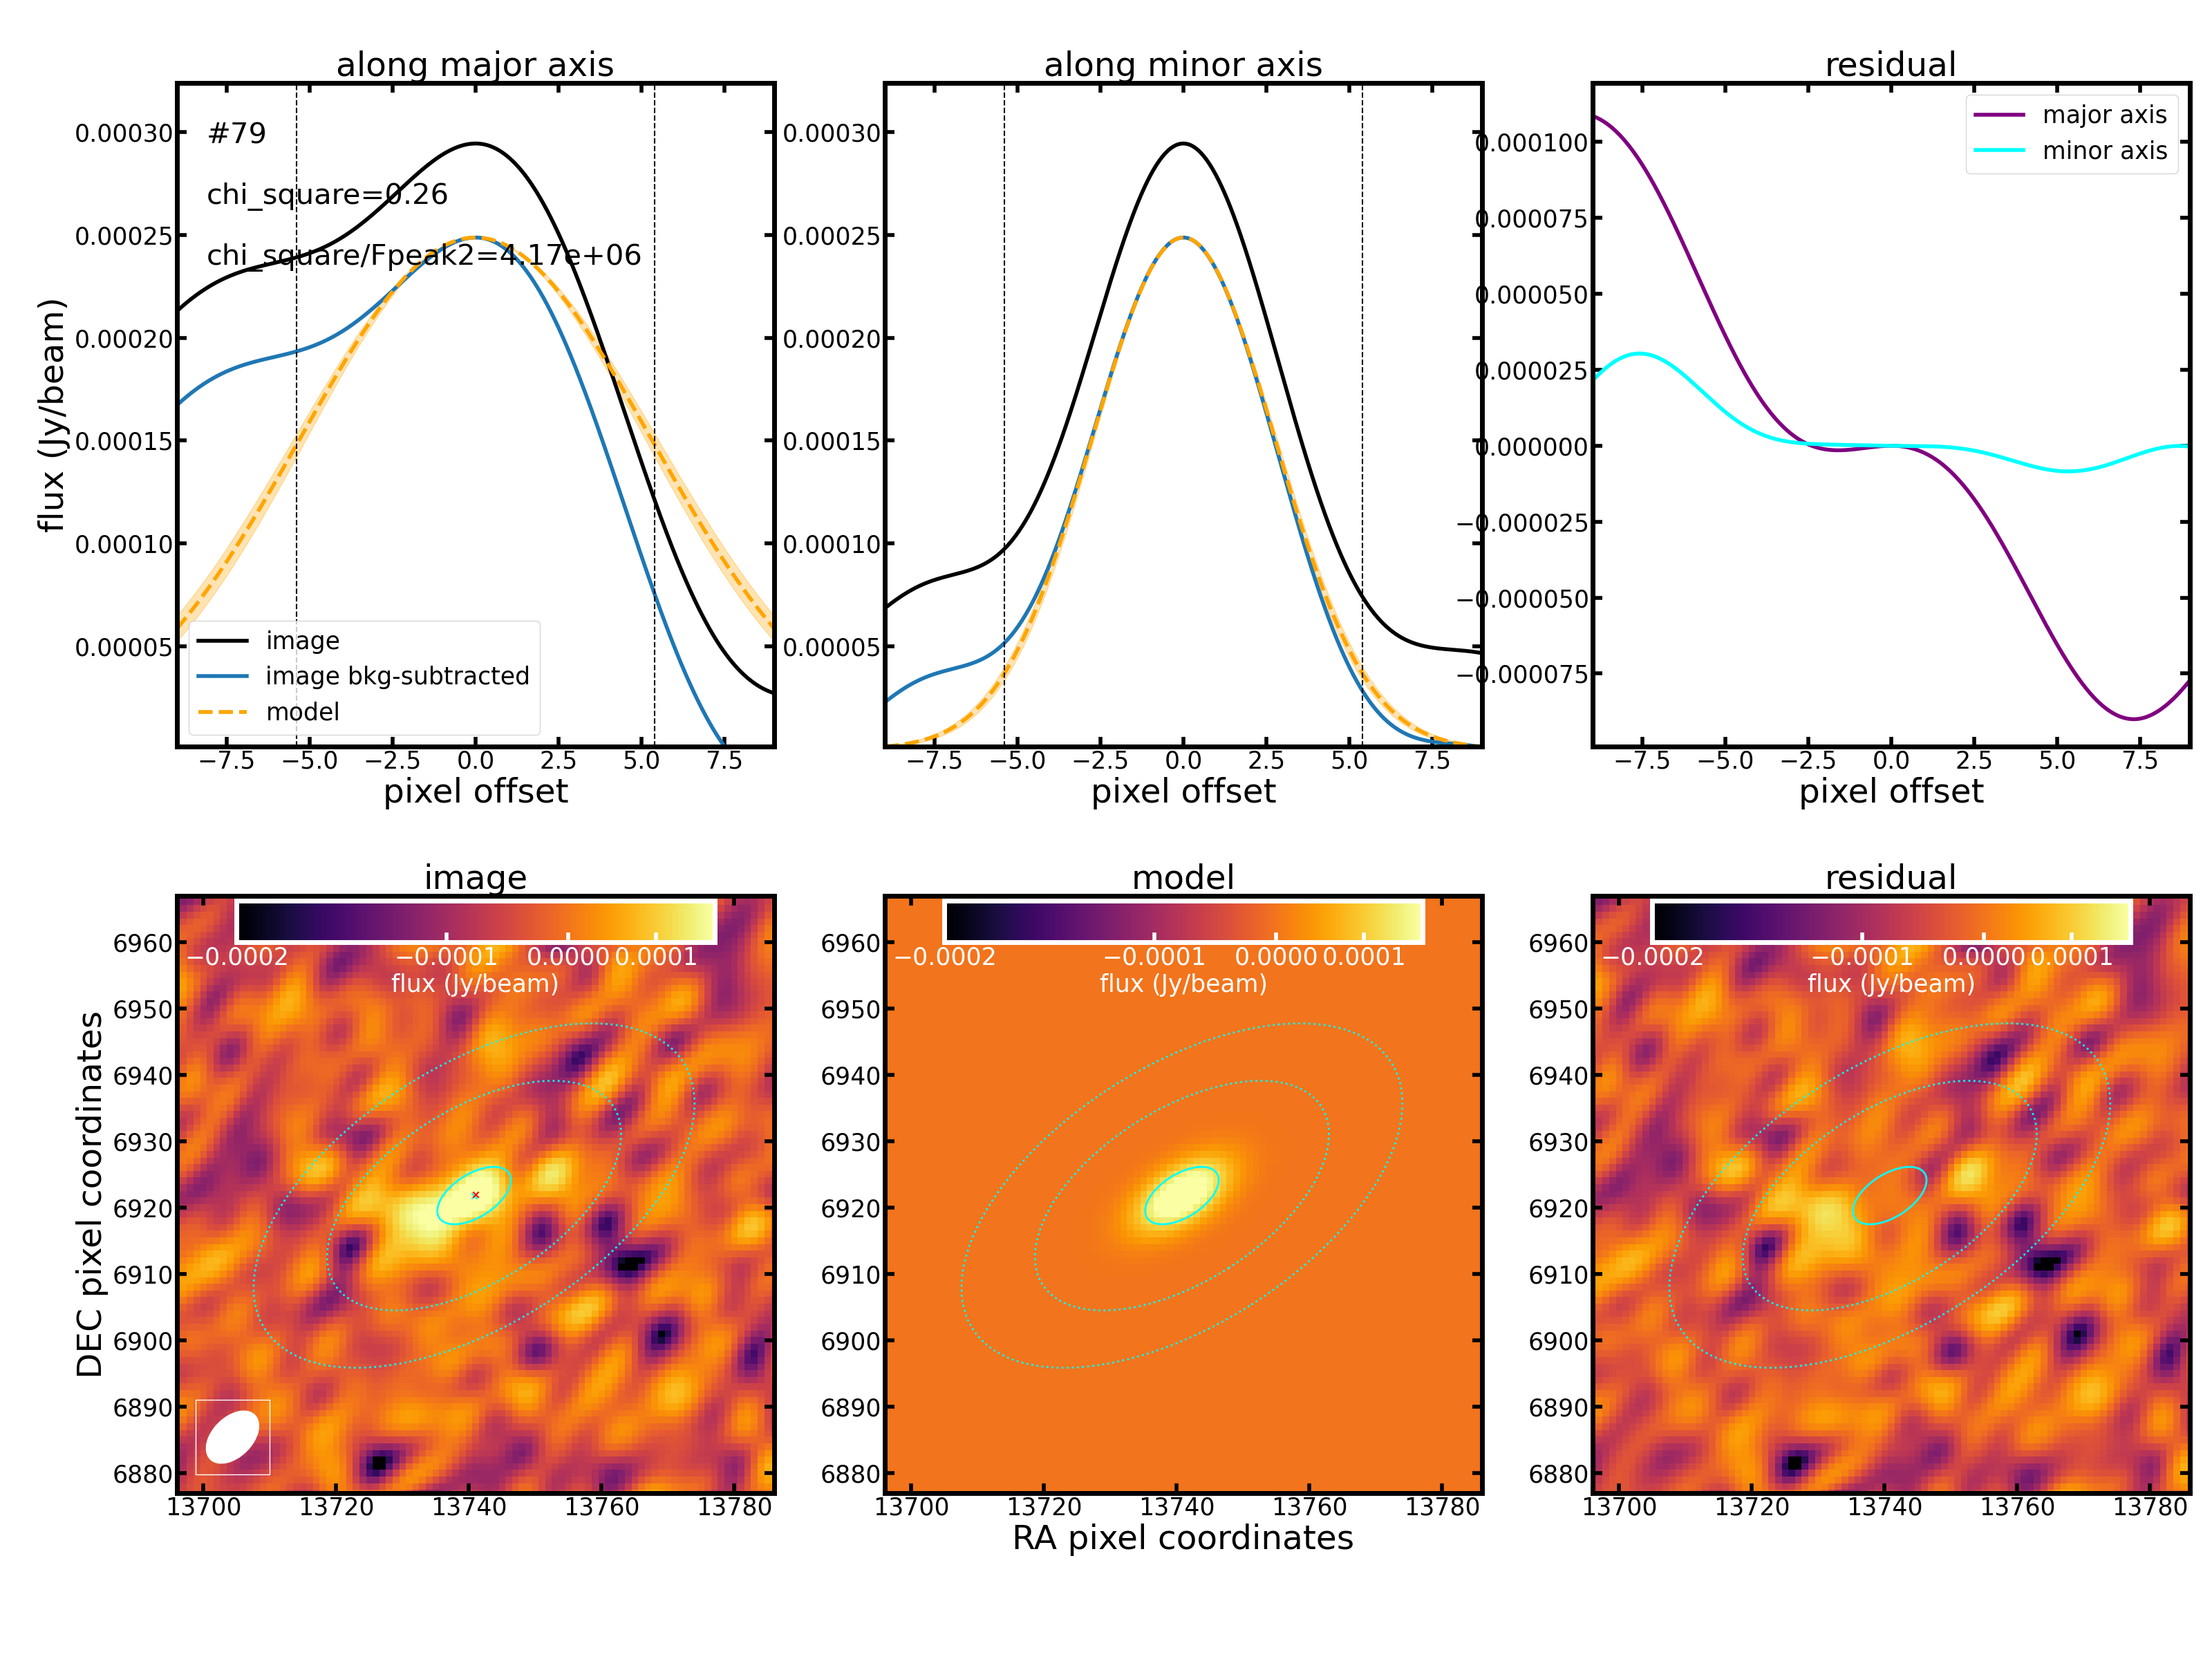 along major axis
along minor axis
residual
#79
chi_square=0.26
chi_square/Fpeak2=4.17e+06
flux (Jy/beam)
0.00030
0.00025
0.00020
0.00015
0.00010
0.00005
image
image bkg-subtracted
model
−7.5 −5.0 −2.5 0.0 2.5 5.0 7.5
pixel offset
0.00030
0.00025
0.00020
0.00015
0.00010
0.00005
−7.5 −5.0 −2.5 0.0 2.5 5.0 7.5
pixel offset
major axis
minor axis
0.000100
0.000075
0.000050
0.000025
0.000000
−0.000025
−0.000050
−0.000075
−7.5 −5.0 −2.5 0.0 2.5 5.0 7.5
pixel offset
image
model
residual
DEC pixel coordinates
−0.0002 −0.0001 0.0000 0.0001
flux (Jy/beam)
6960
6950
6940
6930
6920
6910
6900
6890
6880
13700 13720 13740 13760 13780
−0.0002 −0.0001 0.0000 0.0001
flux (Jy/beam)
6960
6950
6940
6930
6920
6910
6900
6890
6880
13700 13720 13740 13760 13780
RA pixel coordinates
−0.0002 −0.0001 0.0000 0.0001
flux (Jy/beam)
6960
6950
6940
6930
6920
6910
6900
6890
6880
13700 13720 13740 13760 13780